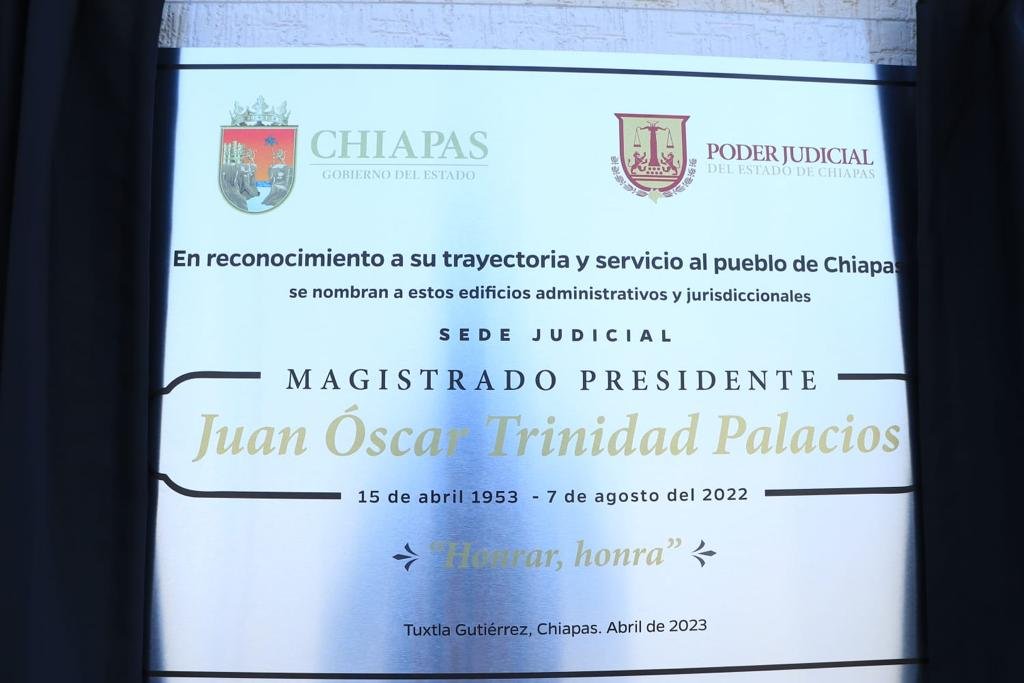 CHIAPAS
GOBIERNO DEL ESTADO
PODER JUDICIAL
DEL ESTADO DE CHIAPAS
En reconocimiento a su trayectoria y servicio al pueblo de Chiapas
se nombran a estos edificios administrativos y jurisdiccionales
SEDE JUDICIAL
MAGISTRADO PRESIDENTE
Juan Óscar Trinidad Palacios
15 de abril 1953 - 7 de agosto del 2022
"Honrar, honra"
Tuxtla Gutiérrez, Chiapas. Abril de 2023